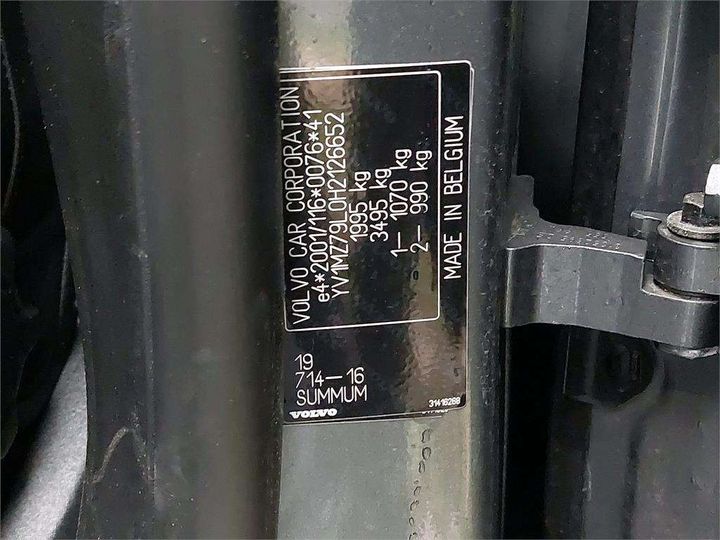 VOLVO CAR CORPORATION
e4*2001/116*0076*41
YV1MZ79L0H2126652
1995 kg
3495 kg
1— 1070 kg
2— 990 kg
MADE IN BELGIUM
19
714—16
SUMMUM
VOLVO
31416268